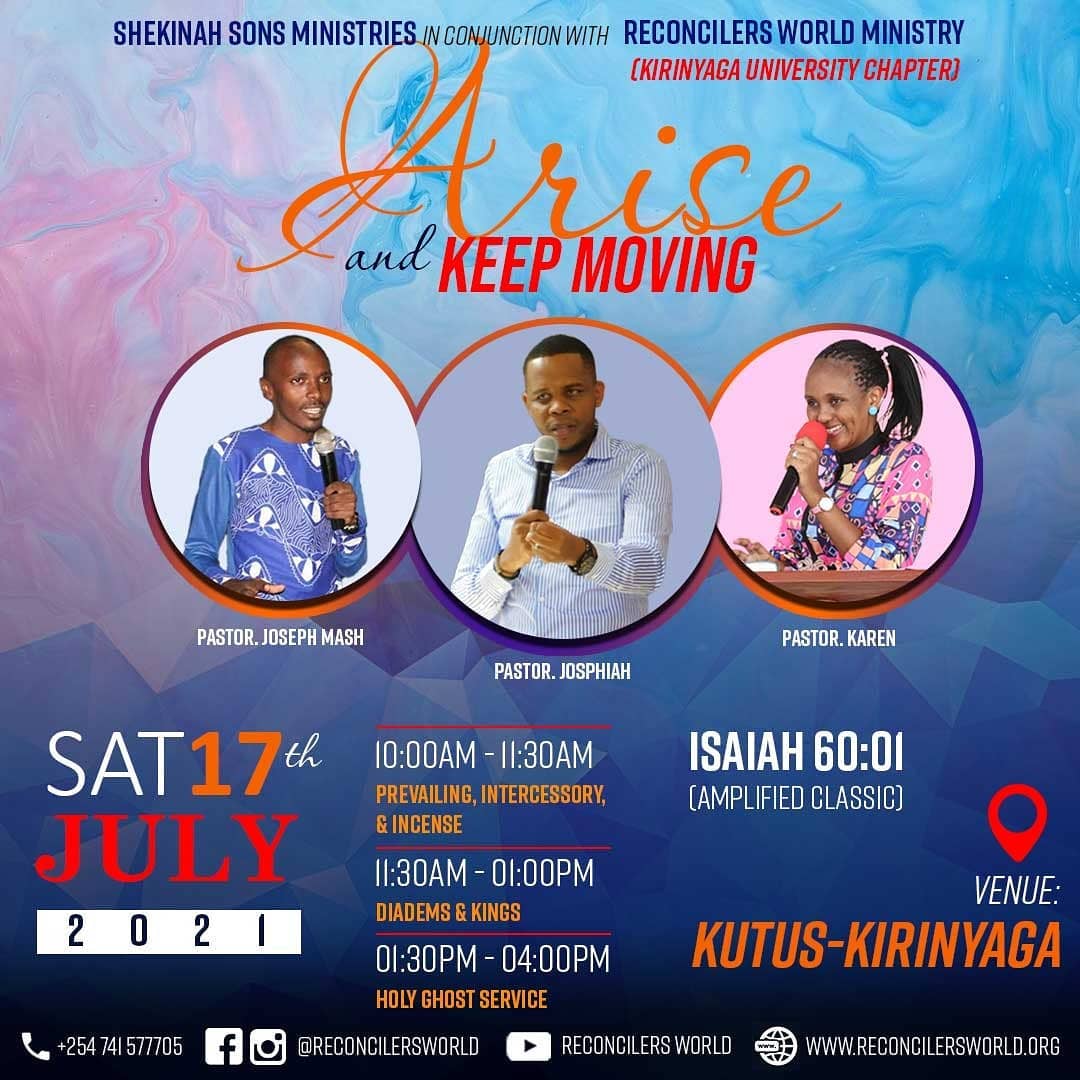 SHEKINAH SONS MINISTRIES IN CONJUNCTION WITH RECONCILERS WORLD MINISTRY
(KIRINYAGA UNIVERSITY CHAPTER)
Arise
and KEEP MOVING
PASTOR. JOSEPH MASH
PASTOR. JOSPHIAH
PASTOR. KAREN
SAT 17th
JULY
2021
10:00AM - 11:30AM
PREVAILING, INTERCESSORY,
& INCENSE
11:30AM - 01:00PM
DIADEMS & KINGS
01:30PM - 04:00PM
HOLY GHOST SERVICE
ISAIAH 60:01
(AMPLIFIED CLASSIC)
VENUE:
KUTUS-KIRINYAGA
+254 741 577705 @RECONCILERSWORLD RECONCILERS WORLD WWW.RECONCILERSWORLD.ORG